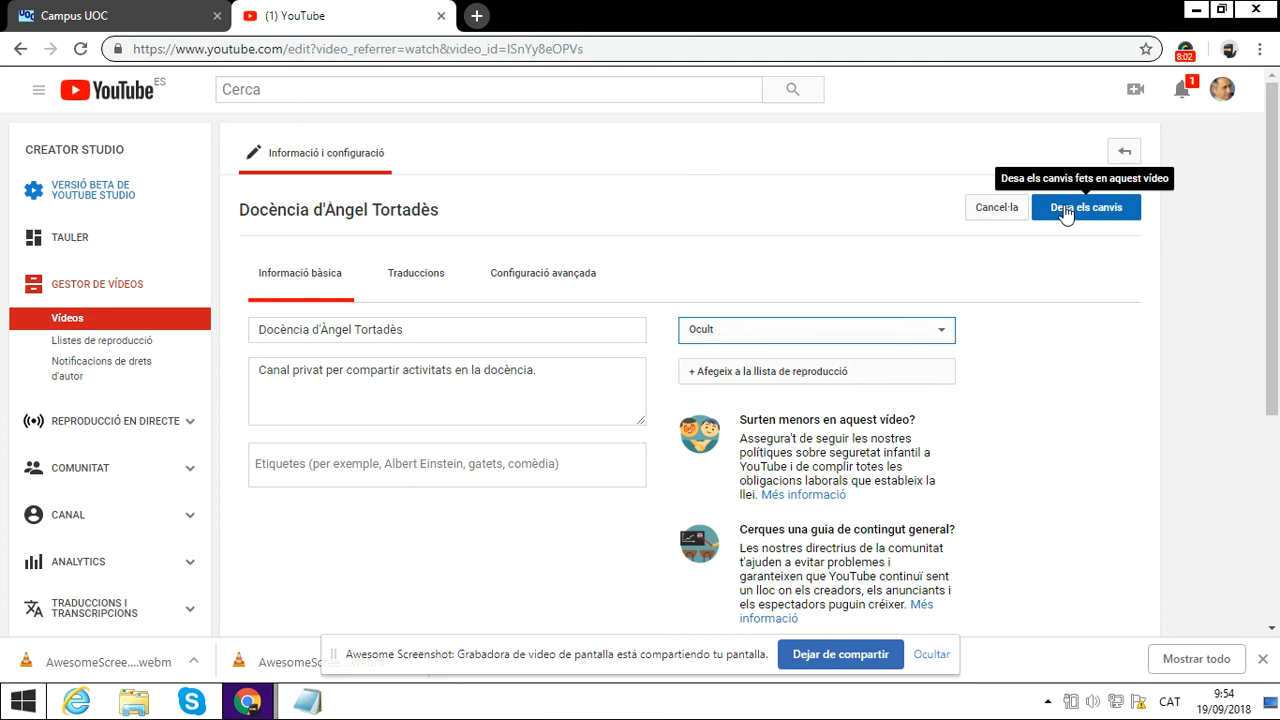 Campus UOC
(1) YouTube
https://www.youtube.com/edit?video_referrer=watch&video_id=ISnYy8eOPVs
8:02
YouTube ES
Cerca
1
CREATOR STUDIO
VERSIÓ BETA DE
YOUTUBE STUDIO
TAULER
GESTOR DE VÍDEOS
Vídeos
Llistes de reproducció
Notificacions de drets
d'autor
REPRODUCCIÓ EN DIRECTE
COMUNITAT
CANAL
ANALYTICS
TRADUCCIONS I
TRANSCRIPCIONS
Informació i configuració
Desa els canvis fets en aquest vídeo
Docència d'Àngel Tortadès
Cancel·la
Desa els canvis
Informació bàsica
Traduccions
Configuració avançada
Docència d'Àngel Tortadès
Canal privat per compartir activitats en la docència.
Etiquetes (per exemple, Albert Einstein, gatets, comèdia)
Ocult
+ Afegeix a la llista de reproducció
Surten menors en aquest vídeo?
Assegura't de seguir les nostres
polítiques sobre seguretat infantil a
YouTube i de complir totes les
obligacions laborals que estableix la
llei. Més informació
Cerques una guia de contingut general?
Les nostres directrius de la comunitat
t'ajuden a evitar problemes i
garanteixen que YouTube continuï sent
un lloc on els creadors, els anunciants i
els espectadors puguin créixer. Més
informació
Awesome Screenshot: Grabadora de video de pantalla está compartiendo tu pantalla.
Dejar de compartir
Ocultar
AwesomeScree....webm
AwesomeScree....webm
Mostrar todo
CAT
9:54
19/09/2018